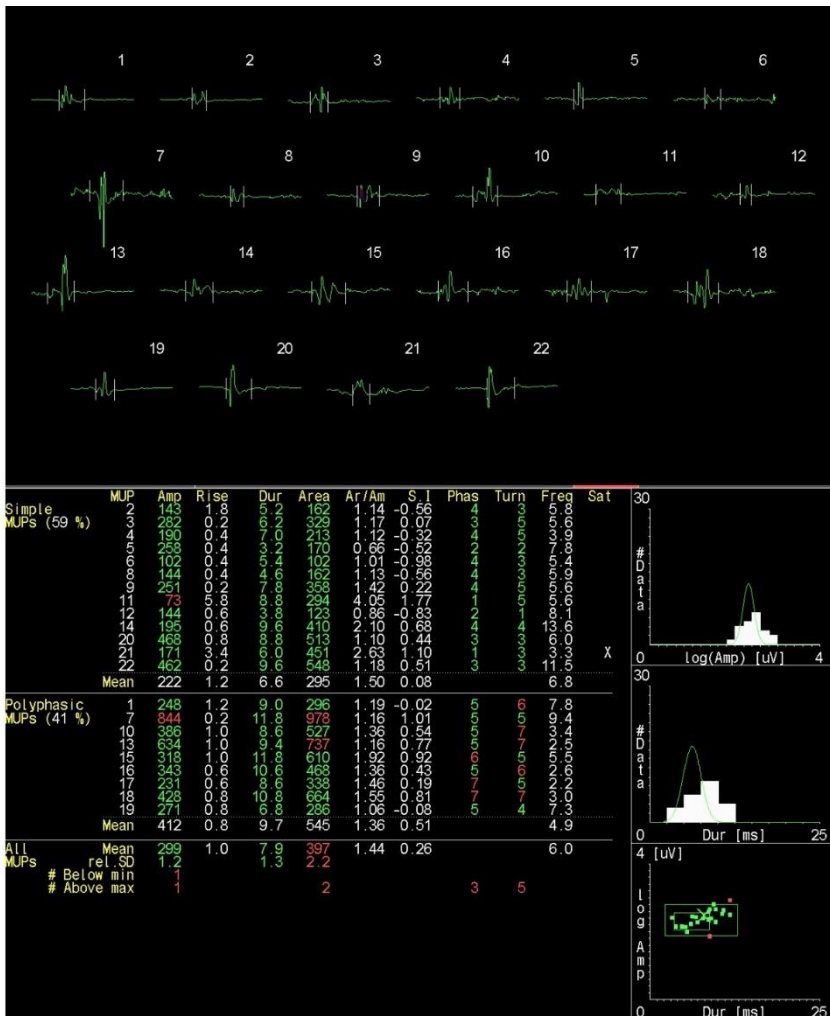 1 2 3 4 5 6
7 8 9 10 11 12
13 14 15 16 17 18
19 20 21 22
MUP Amp Rise Dur Area Ar/Am S.I Phas Turn Freq Sat
Simple 2 143 1.8 5.2 162 1.14 -0.56 4 3 5.8
MUPs (59 %) 3 282 0.2 6.2 329 1.17 0.07 3 5 5.6
4 190 0.4 7.0 213 1.12 -0.32 4 5 3.9
5 258 0.4 3.2 170 0.66 -0.52 2 2 7.8
6 102 0.4 5.4 102 1.01 -0.98 4 3 5.4
8 144 0.4 4.6 162 1.13 -0.56 4 3 5.9
9 251 0.2 7.8 358 1.42 0.22 4 5 5.6
11 73 5.8 8.8 294 4.05 1.77 1 5 5.6
12 144 0.6 3.8 123 0.86 -0.83 2 1 8.1
14 195 0.6 9.6 410 2.10 0.68 4 4 13.6
20 468 0.8 8.8 513 1.10 0.44 3 3 6.0
21 171 3.4 6.0 451 2.63 1.10 1 3 3.3 X
22 462 0.2 9.6 548 1.18 0.51 3 3 11.5
Mean 222 1.2 6.6 295 1.50 0.08 6.8
Polyphasic 1 248 1.2 9.0 296 1.19 -0.02 5 6 7.8
MUPs (41 %) 7 844 0.2 11.8 978 1.16 1.01 5 5 9.4
10 386 1.0 8.6 527 1.36 0.54 5 7 3.4
13 634 1.0 9.4 737 1.16 0.77 5 7 2.5
15 318 1.0 11.8 610 1.92 0.92 6 5 5.5
16 343 0.6 10.6 468 1.36 0.43 5 6 2.6
17 231 0.6 8.6 338 1.46 0.19 7 5 2.2
18 428 0.8 10.8 664 1.55 0.81 7 7 3.0
19 271 0.8 6.8 286 1.06 -0.08 5 4 7.3
Mean 412 0.8 9.7 545 1.36 0.51 4.9
All Mean 299 1.0 7.9 397 1.44 0.26 6.0
MUPs rel.SD 1.2 1.3 2.2
# Below min 1
# Above max 1 2 3 5
30
#Data
0 log(Amp) [uV] 4
30
#Data
0 Dur [ms] 25
4 [uV]
Log Amp
0 Dur [ms] 25